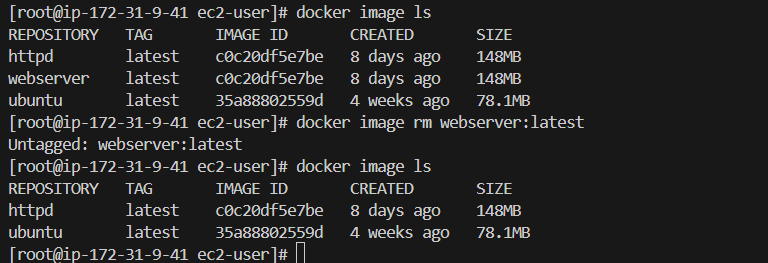 [root@ip-172-31-9-41 ec2-user]# docker image ls
REPOSITORY   TAG       IMAGE ID       CREATED       SIZE
httpd        latest    c0c20df5e7be   8 days ago    148MB
webserver    latest    c0c20df5e7be   8 days ago    148MB
ubuntu       latest    35a88802559d   4 weeks ago   78.1MB
[root@ip-172-31-9-41 ec2-user]# docker image rm webserver:latest
Untagged: webserver:latest
[root@ip-172-31-9-41 ec2-user]# docker image ls
REPOSITORY   TAG       IMAGE ID       CREATED       SIZE
httpd        latest    c0c20df5e7be   8 days ago    148MB
ubuntu       latest    35a88802559d   4 weeks ago   78.1MB
[root@ip-172-31-9-41 ec2-user]#